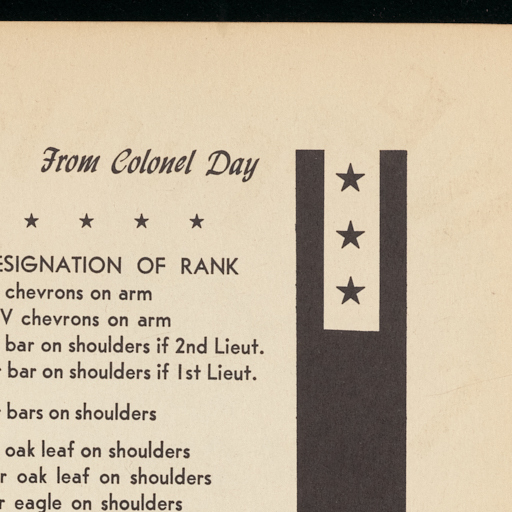 From Colonel Day
ESIGNATION OF RANK
chevrons on arm
V chevrons on arm
bar on shoulders if 2nd Lieut.
bar on shoulders if 1st Lieut.
bars on shoulders
oak leaf on shoulders
oak leaf on shoulders
eagle on shoulders